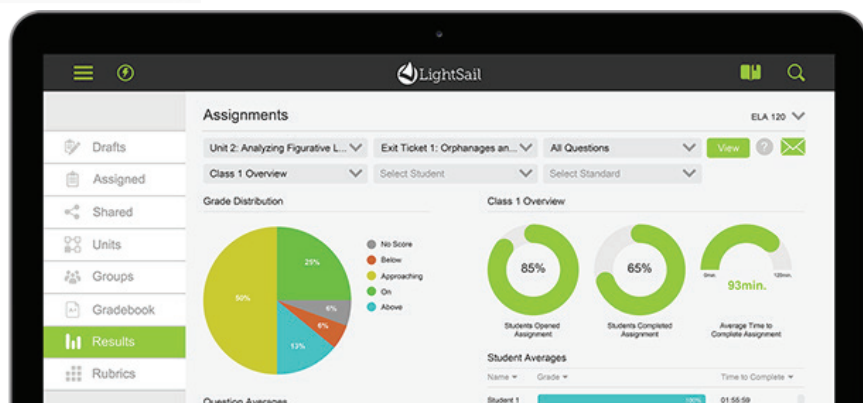 LightSail
Assignments
ELA 120
Drafts
Assigned
Shared
Units
Groups
Gradebook
Results
Rubrics
Unit 2: Analyzing Figurative L...
Exit Ticket 1: Orphanages an...
All Questions
View
?
Class 1 Overview
Select Student
Select Standard
Grade Distribution
25%
50%
6%
6%
13%
No Score
Below
Approaching
On
Above
Class 1 Overview
85%
Students Opened
Assignment
65%
Students Completed
Assignment
0min.
120min.
93min.
Average Time to
Complete Assignment
Student Averages
Name
Grade
Time to Complete
Student 1
100%
01:55:59
Question Averages